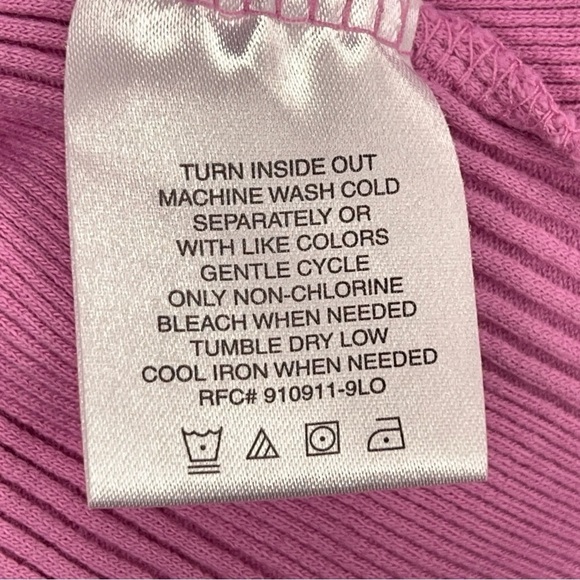 TURN INSIDE OUT
MACHINE WASH COLD
SEPARATELY OR
WITH LIKE COLORS
GENTLE CYCLE
ONLY NON-CHLORINE
BLEACH WHEN NEEDED
TUMBLE DRY LOW
COOL IRON WHEN NEEDED
RFC# 910911-9LO